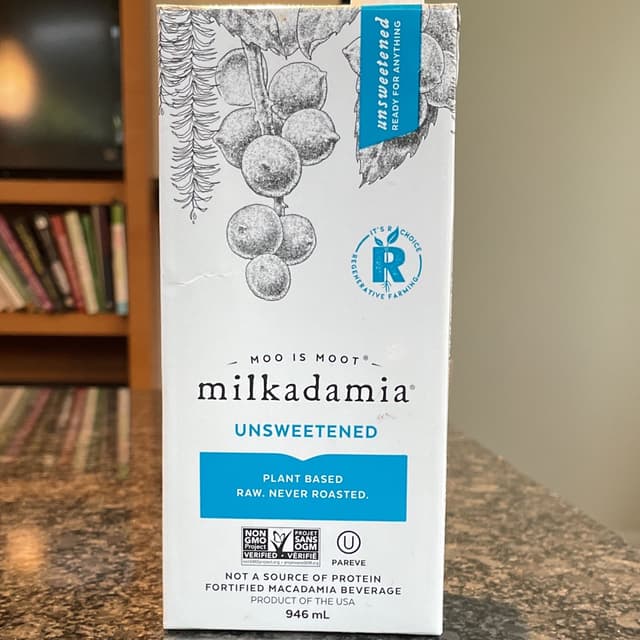 unsweetened
READY FOR ANYTHING
IT'S R CHOICE
R
REGENERATIVE FARMING
MOO IS MOOT®
milkadamia®
UNSWEETENED
PLANT BASED
RAW. NEVER ROASTED.
NON GMO Project VERIFIED
PROJET SANS OGM VÉRIFIÉ
U
PAREVE
NOT A SOURCE OF PROTEIN
FORTIFIED MACADAMIA BEVERAGE
PRODUCT OF THE USA
946 mL